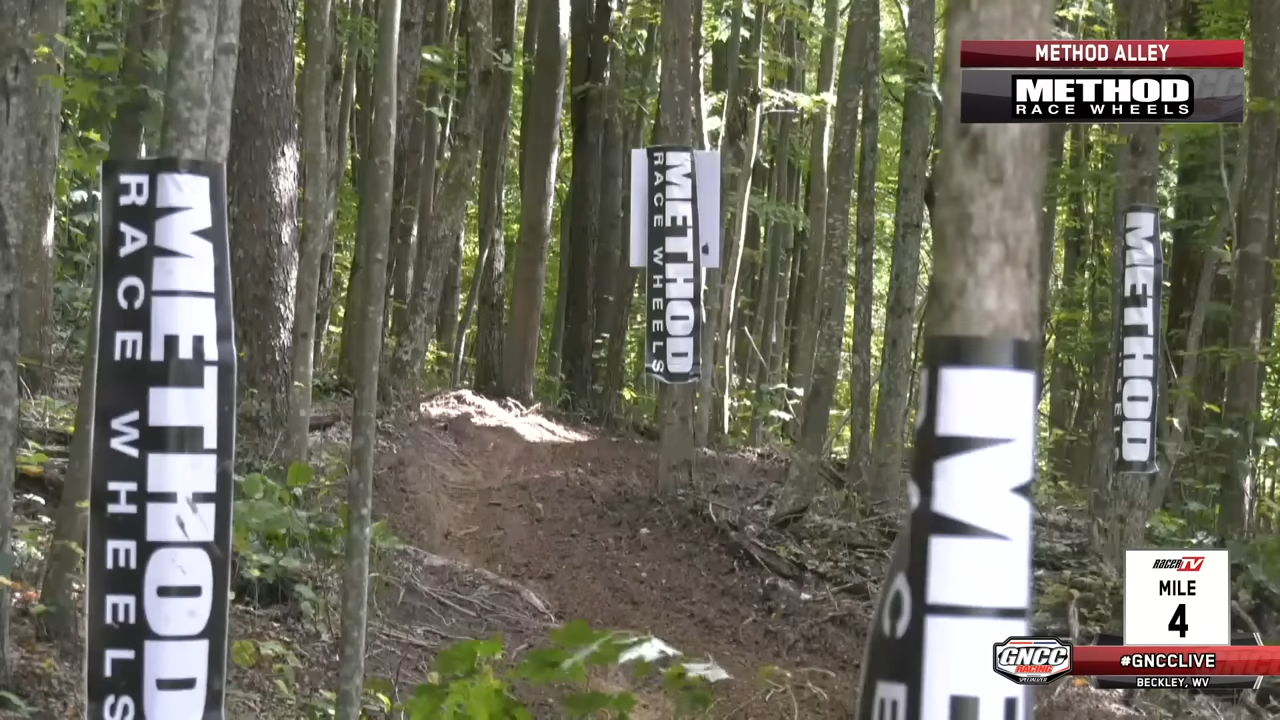 METHOD ALLEY
METHOD
RACE WHEELS
METHOD
RACE WHEELS
METHOD
RACE WHEELS
METHOD
RACER TV
MILE
4
GNCC
RACING
#GNCCLIVE
BECKLEY, WV